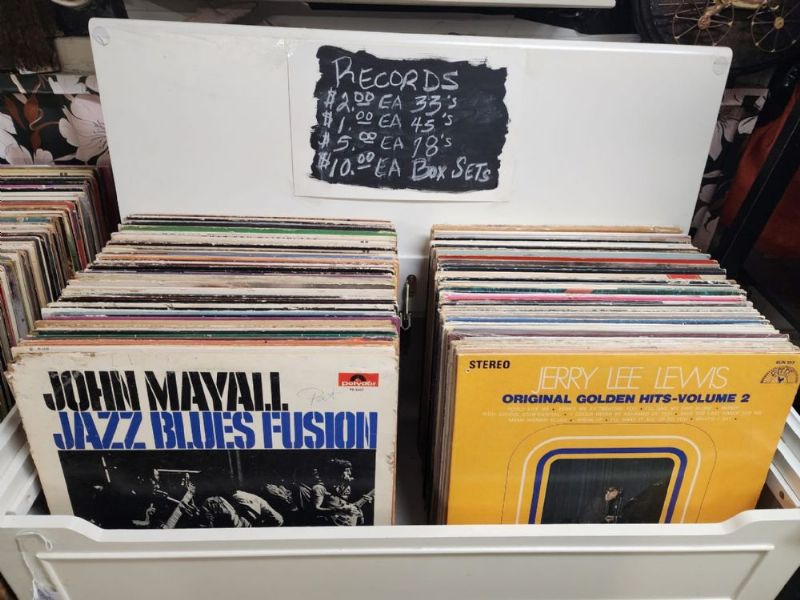 RECORDS
$2.00 EA 33's
$1.00 EA 45's
$5.00 EA 78's
$10.00 EA BOX SETS
JOHN MAYALL
JAZZ BLUES FUSION
polydor
STEREO
JERRY LEE LEWIS
ORIGINAL GOLDEN HITS-VOLUME 2